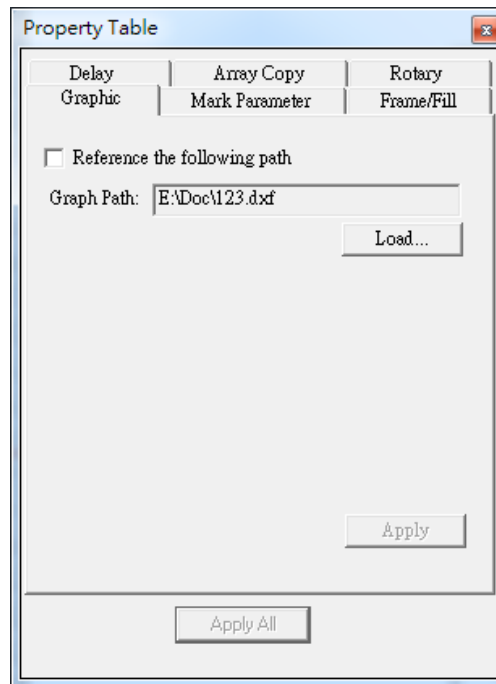 Property Table
Delay Array Copy Rotary
Graphic Mark Parameter Frame/Fill
Reference the following path
Graph Path: E:\Doc\123.dxf
Load...
Apply
Apply All